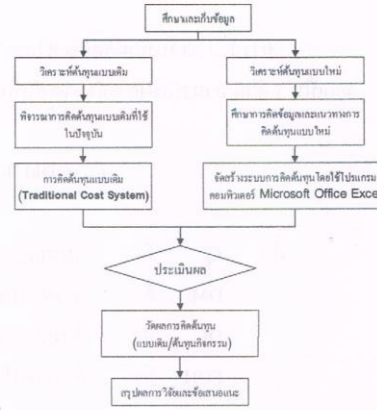 ศึกษาและเก็บข้อมูล
วิเคราะห์ต้นทุนแบบเดิม
พิจารณาการคิดต้นทุนแบบเดิมที่ใช้
ในปัจจุบัน
การคิดต้นทุนแบบเดิม
(Traditional Cost System)
วิเคราะห์ต้นทุนแบบใหม่
ศึกษาการคิดข้อมูลและแนวทางการ
คิดต้นทุนแบบใหม่
จัดสร้างระบบการคิดต้นทุนโดยใช้โปรแกรม
คอมพิวเตอร์ Microsoft Office Excel
ประเมินผล
วัดผลการคิดต้นทุน
(แบบเดิม/ต้นทุนกิจกรรม)
สรุปผลการวิจัยและข้อเสนอแนะ